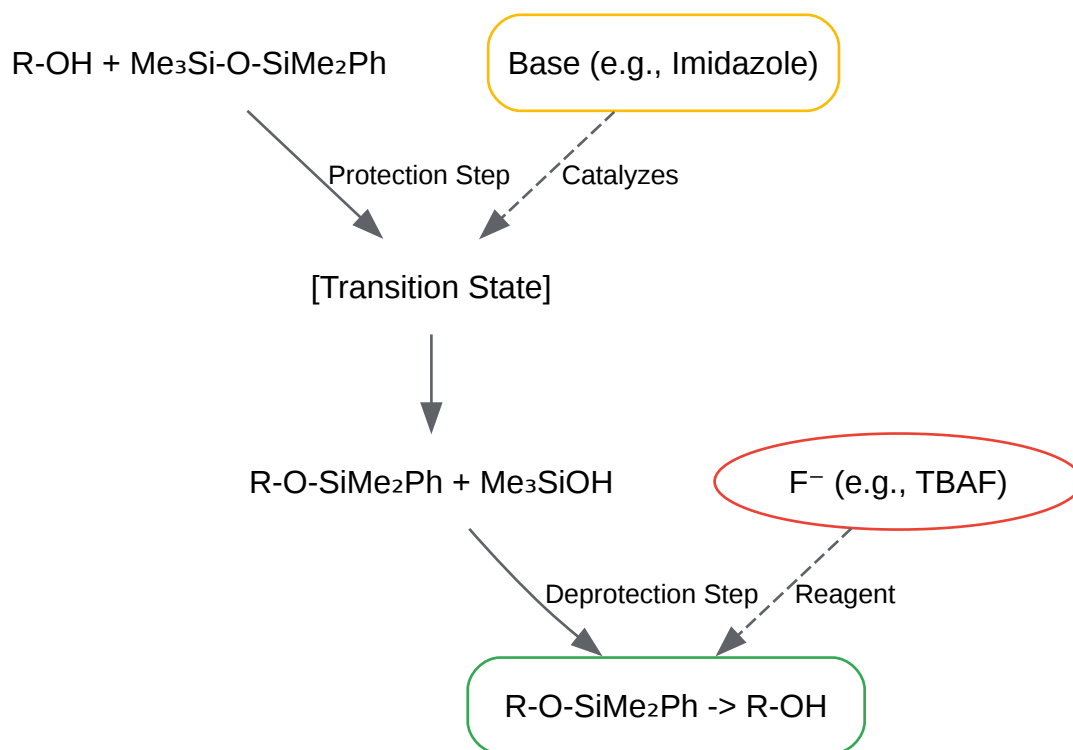 R-OH + Me₃Si-O-SiMe₂Ph
Base (e.g., Imidazole)
Protection Step
Catalyzes
[Transition State]
R-O-SiMe₂Ph + Me₃SiOH
F⁻ (e.g., TBAF)
Deprotection Step
Reagent
R-O-SiMe₂Ph -> R-OH